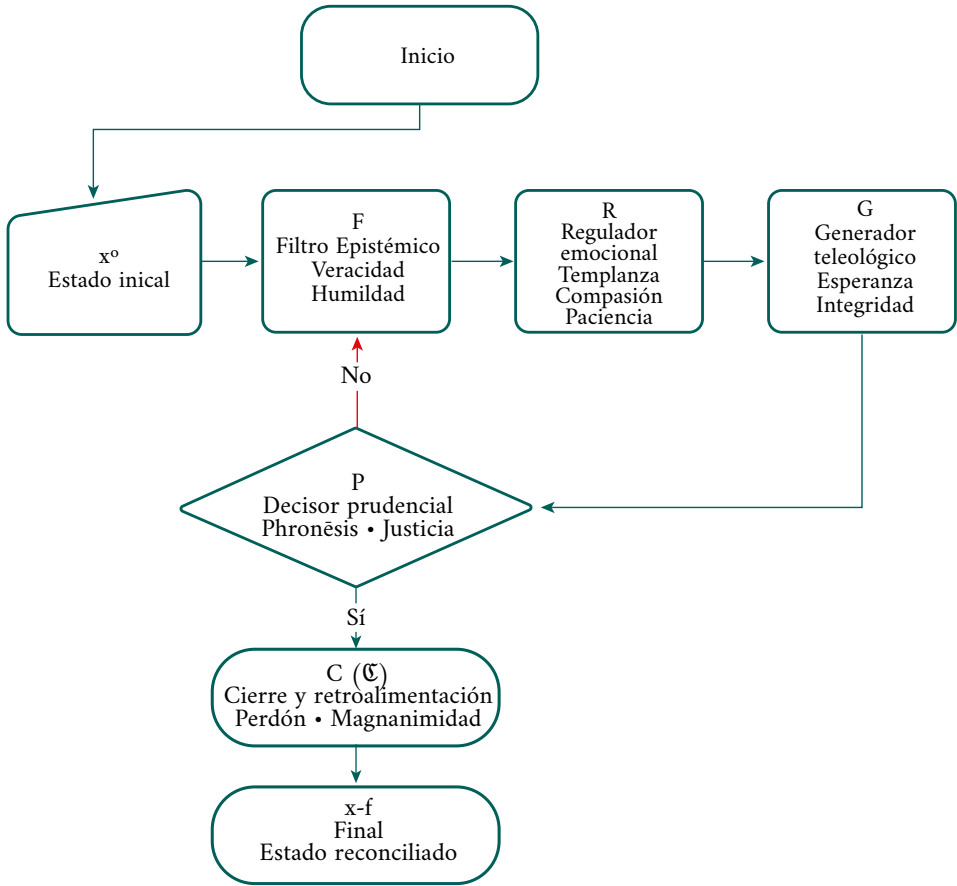 Inicio
xº
Estado inical
F
Filtro Epistémico
Veracidad
Humildad
R
Regulador
emocional
Templanza
Compasión
Paciencia
G
Generador
teleológico
Esperanza
Integridad
No
P
Decisor prudencial
Phronēsis • Justicia
Sí
C (ℭ)
Cierre y retroalimentación
Perdón • Magnanimidad
x-f
Final
Estado reconciliado